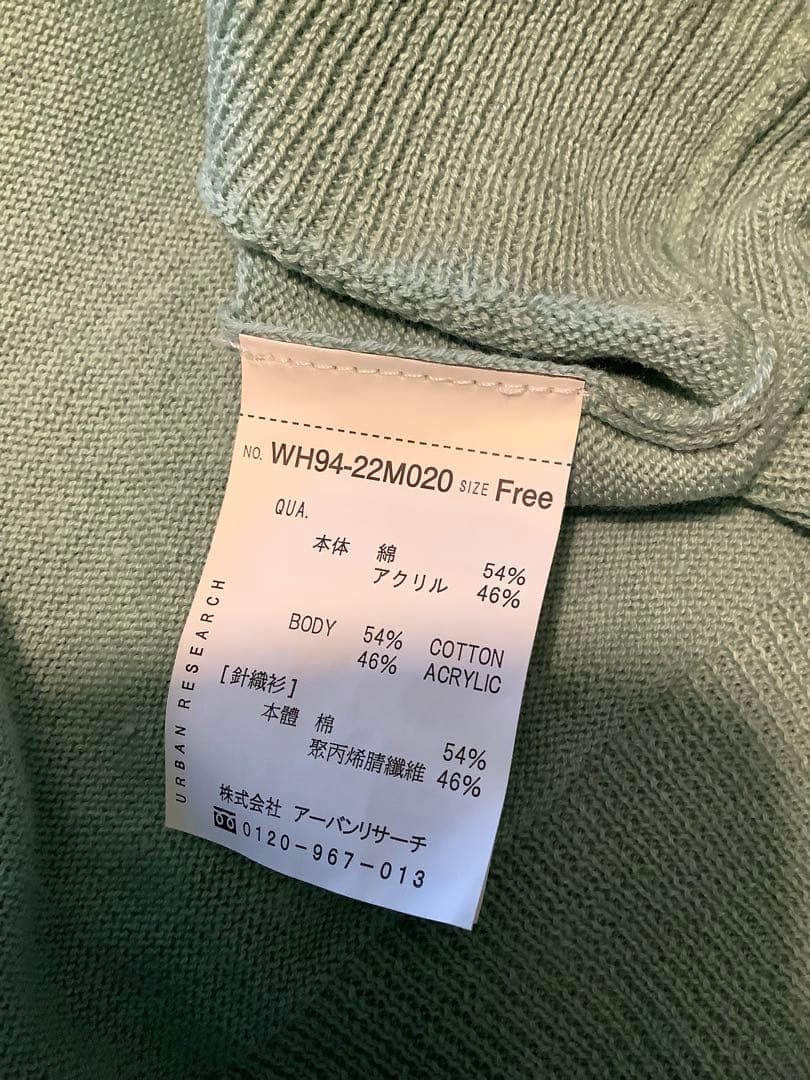 NO. WH94-22M020 SIZE Free
QUA.
本体 綿 54%
アクリル 46%
BODY 54% COTTON
46% ACRYLIC
[針織衫]
本體 棉 54%
聚丙烯腈纖維 46%
株式会社 アーバンリサーチ
0120-967-013
URBAN RESEARCH